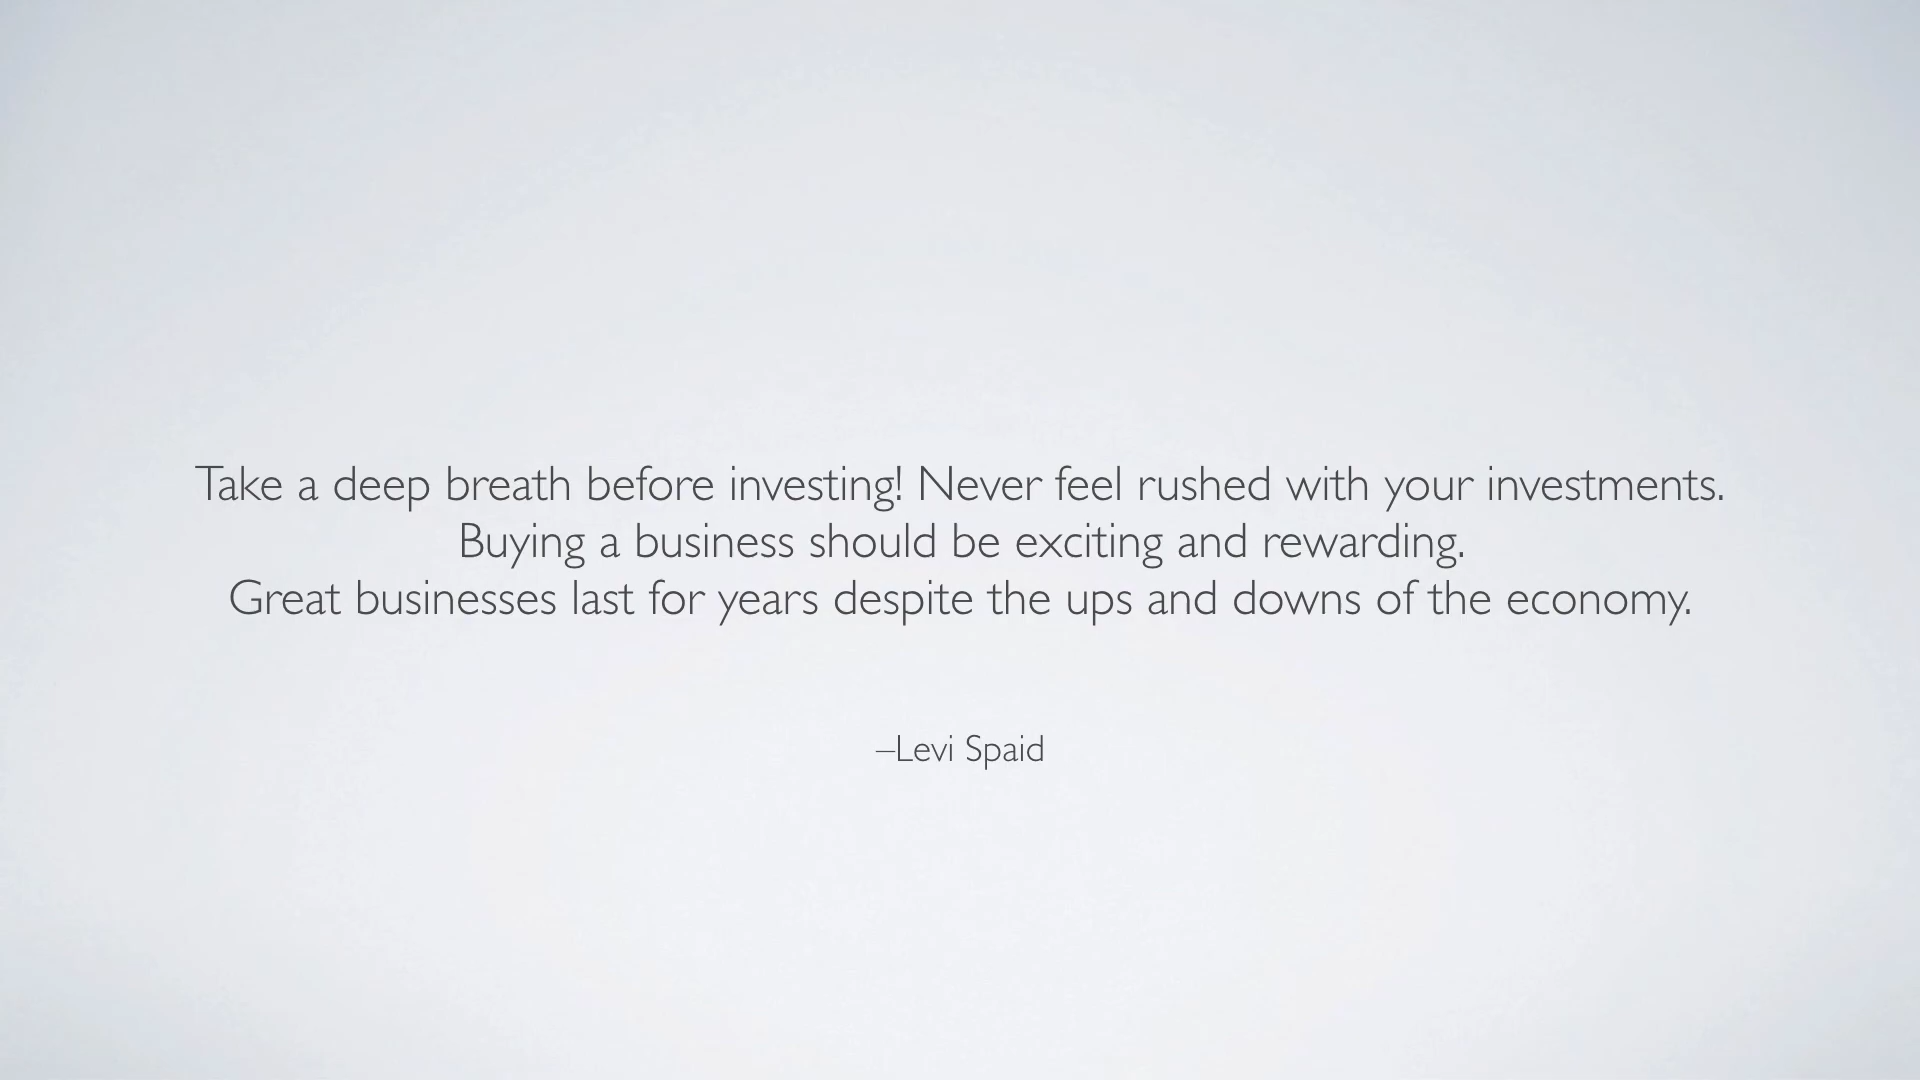 Take a deep breath before investing! Never feel rushed with your investments.
Buying a business should be exciting and rewarding.
Great businesses last for years despite the ups and downs of the economy.
–Levi Spaid